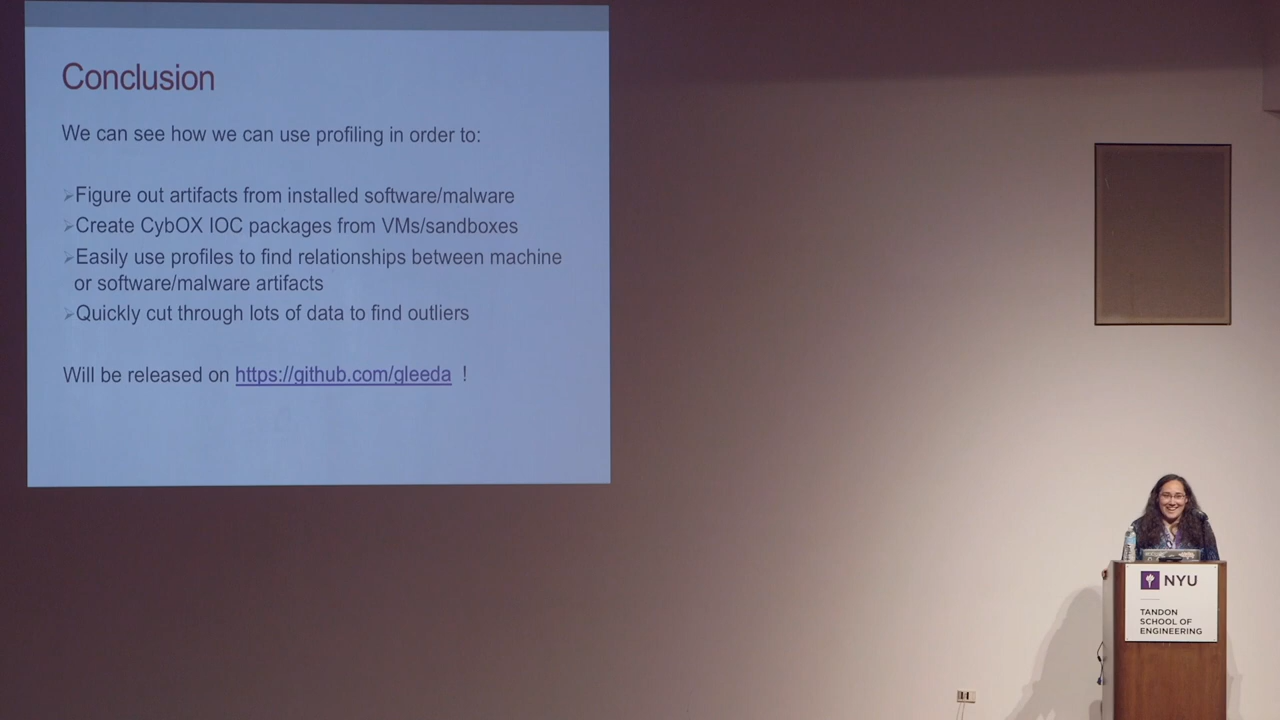 Conclusion
We can see how we can use profiling in order to:
➢Figure out artifacts from installed software/malware
➢Create CybOX IOC packages from VMs/sandboxes
➢Easily use profiles to find relationships between machine
or software/malware artifacts
➢Quickly cut through lots of data to find outliers
Will be released on https://github.com/gleeda !
NYU
TANDON
SCHOOL OF
ENGINEERING